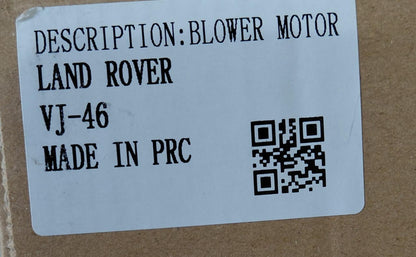 DESCRIPTION:BLOWER MOTOR
LAND ROVER
VJ-46
MADE IN PRC